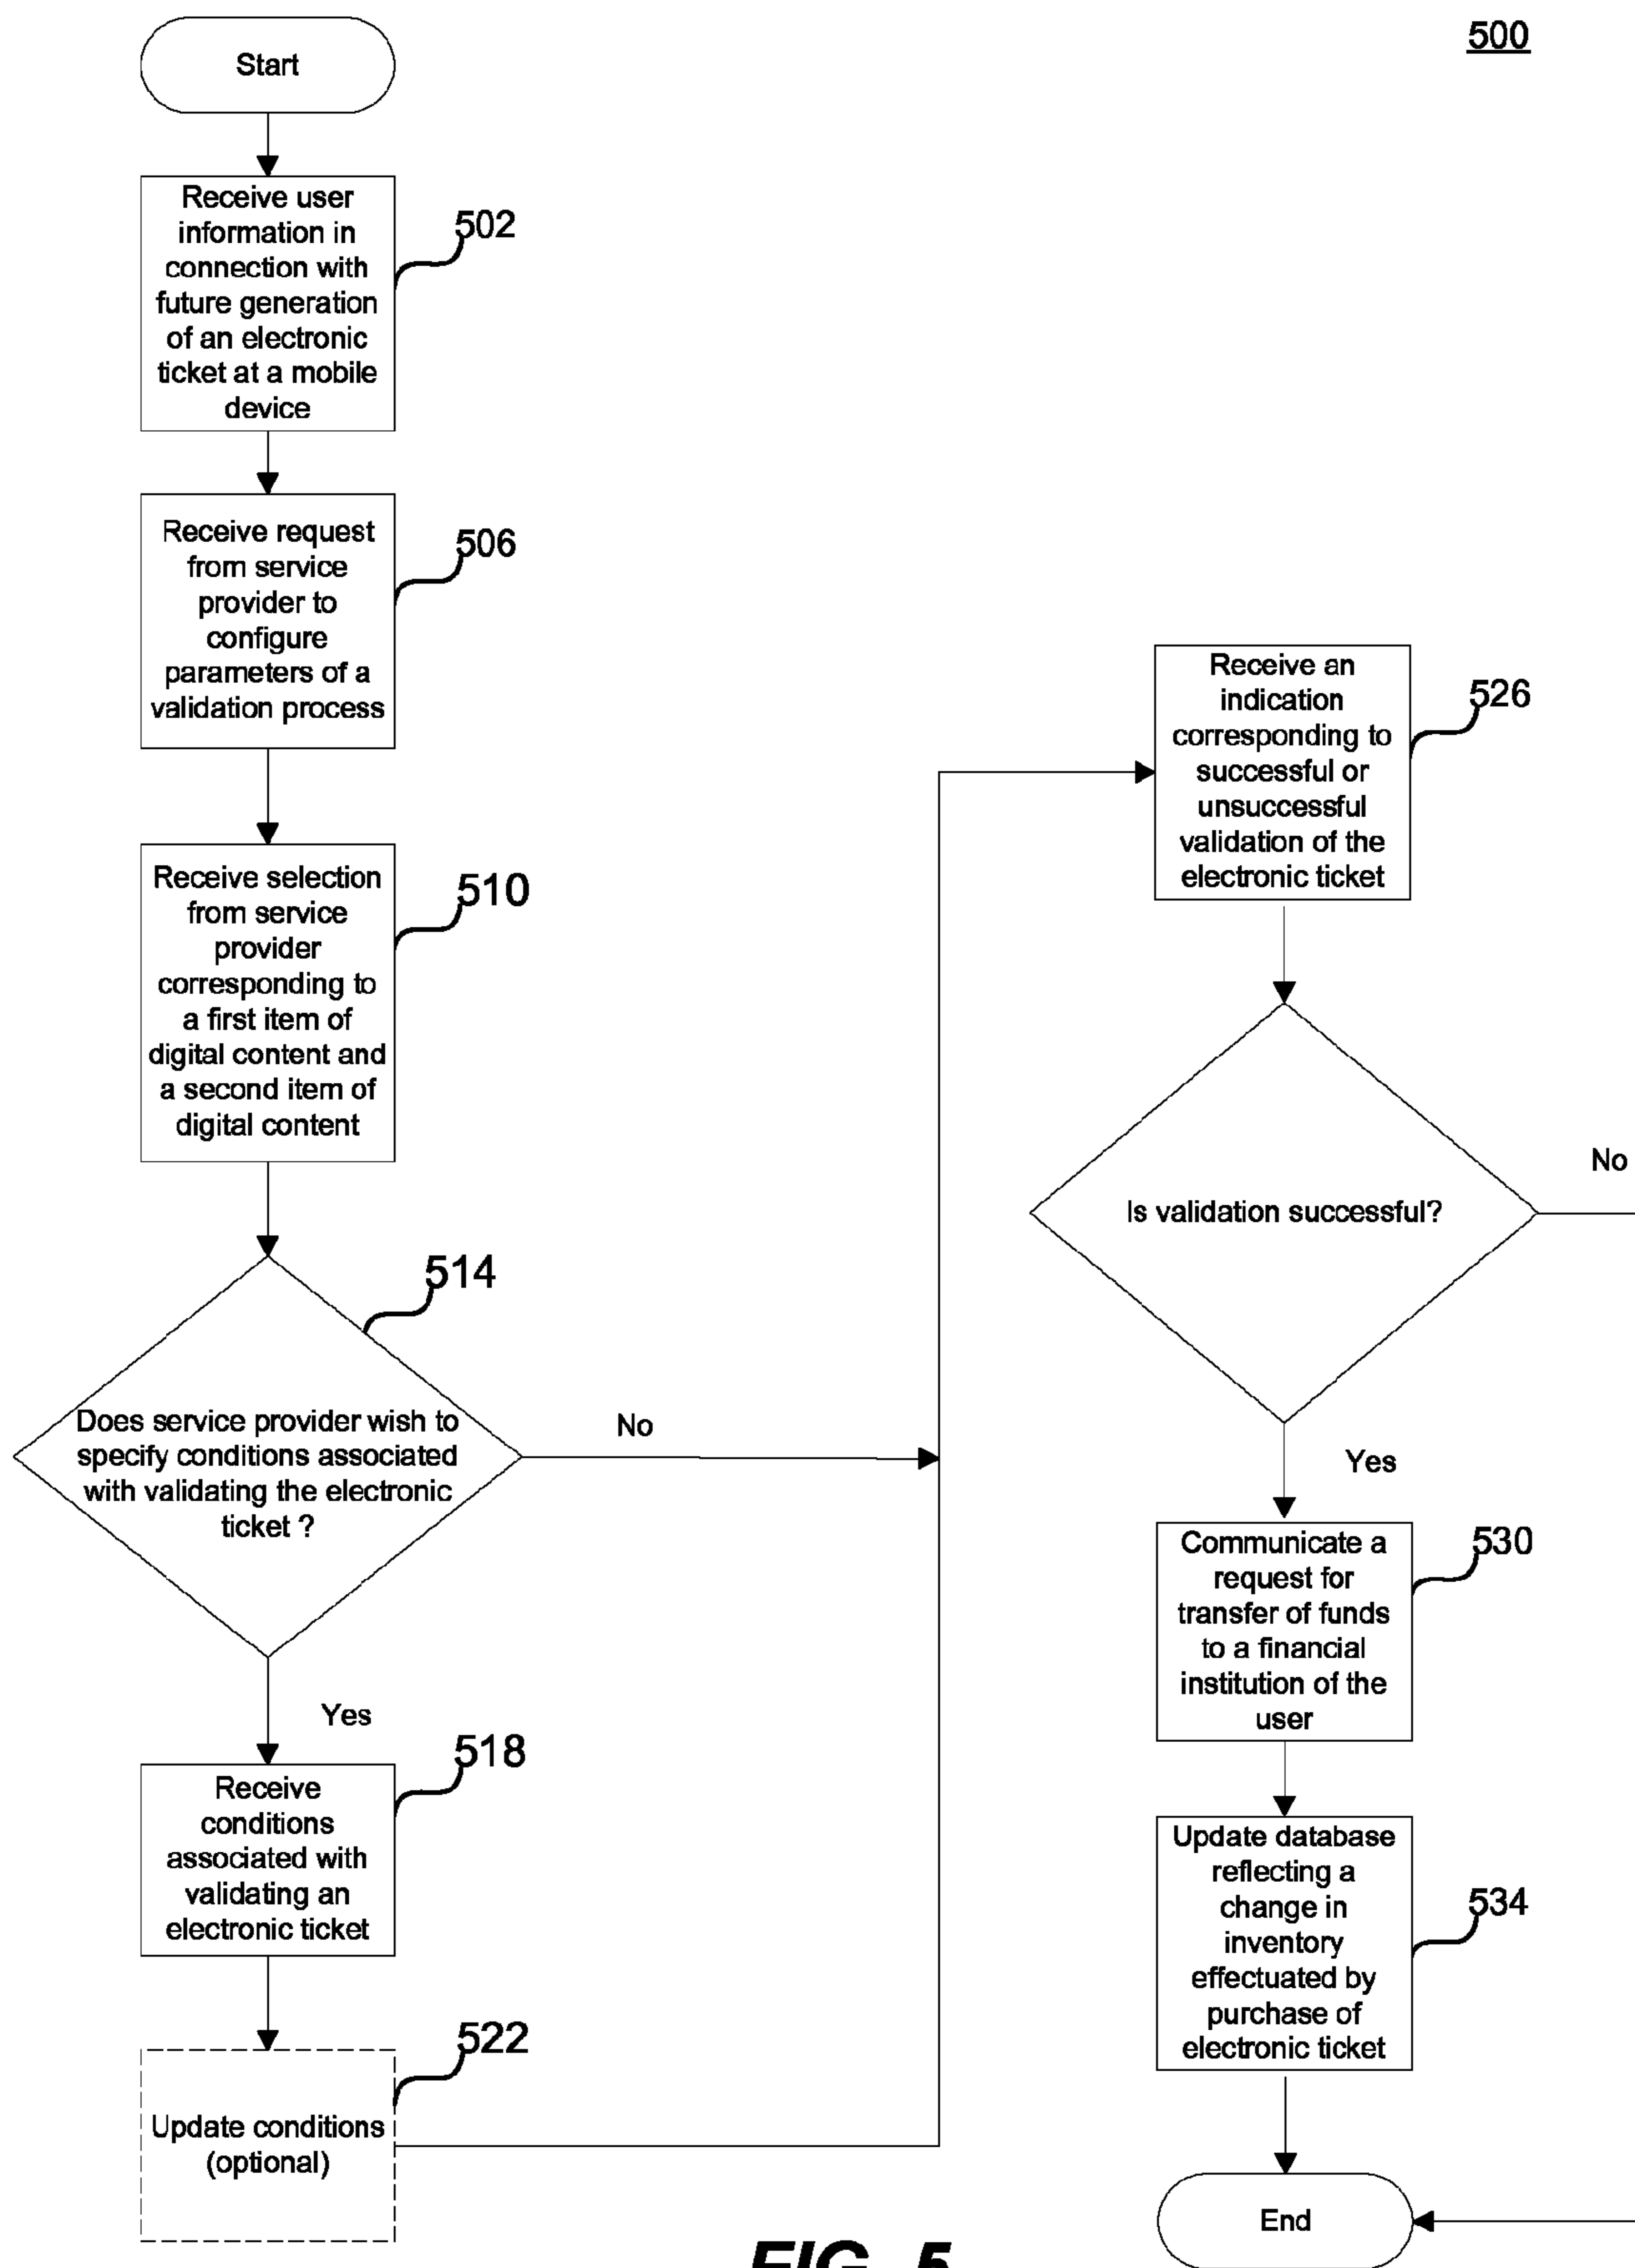 500
Start
Receive user
information in
connection with
future generation
of an electronic
ticket at a mobile
device
502
Receive request
from service
provider to
configure
parameters of a
validation process
506
Receive selection
from service
provider
corresponding to
a first item of
digital content and
a second item of
digital content
510
514
Does service provider wish to
specify conditions associated
with validating the electronic
ticket ?
No
Yes
Receive
conditions
associated with
validating an
electronic ticket
518
Update conditions
(optional)
522
Receive an
indication
corresponding to
successful or
unsuccessful
validation of the
electronic ticket
526
Is validation successful?
No
Yes
Communicate a
request for
transfer of funds
to a financial
institution of the
user
530
Update database
reflecting a
change in
inventory
effectuated by
purchase of
electronic ticket
534
End
FIG. 5